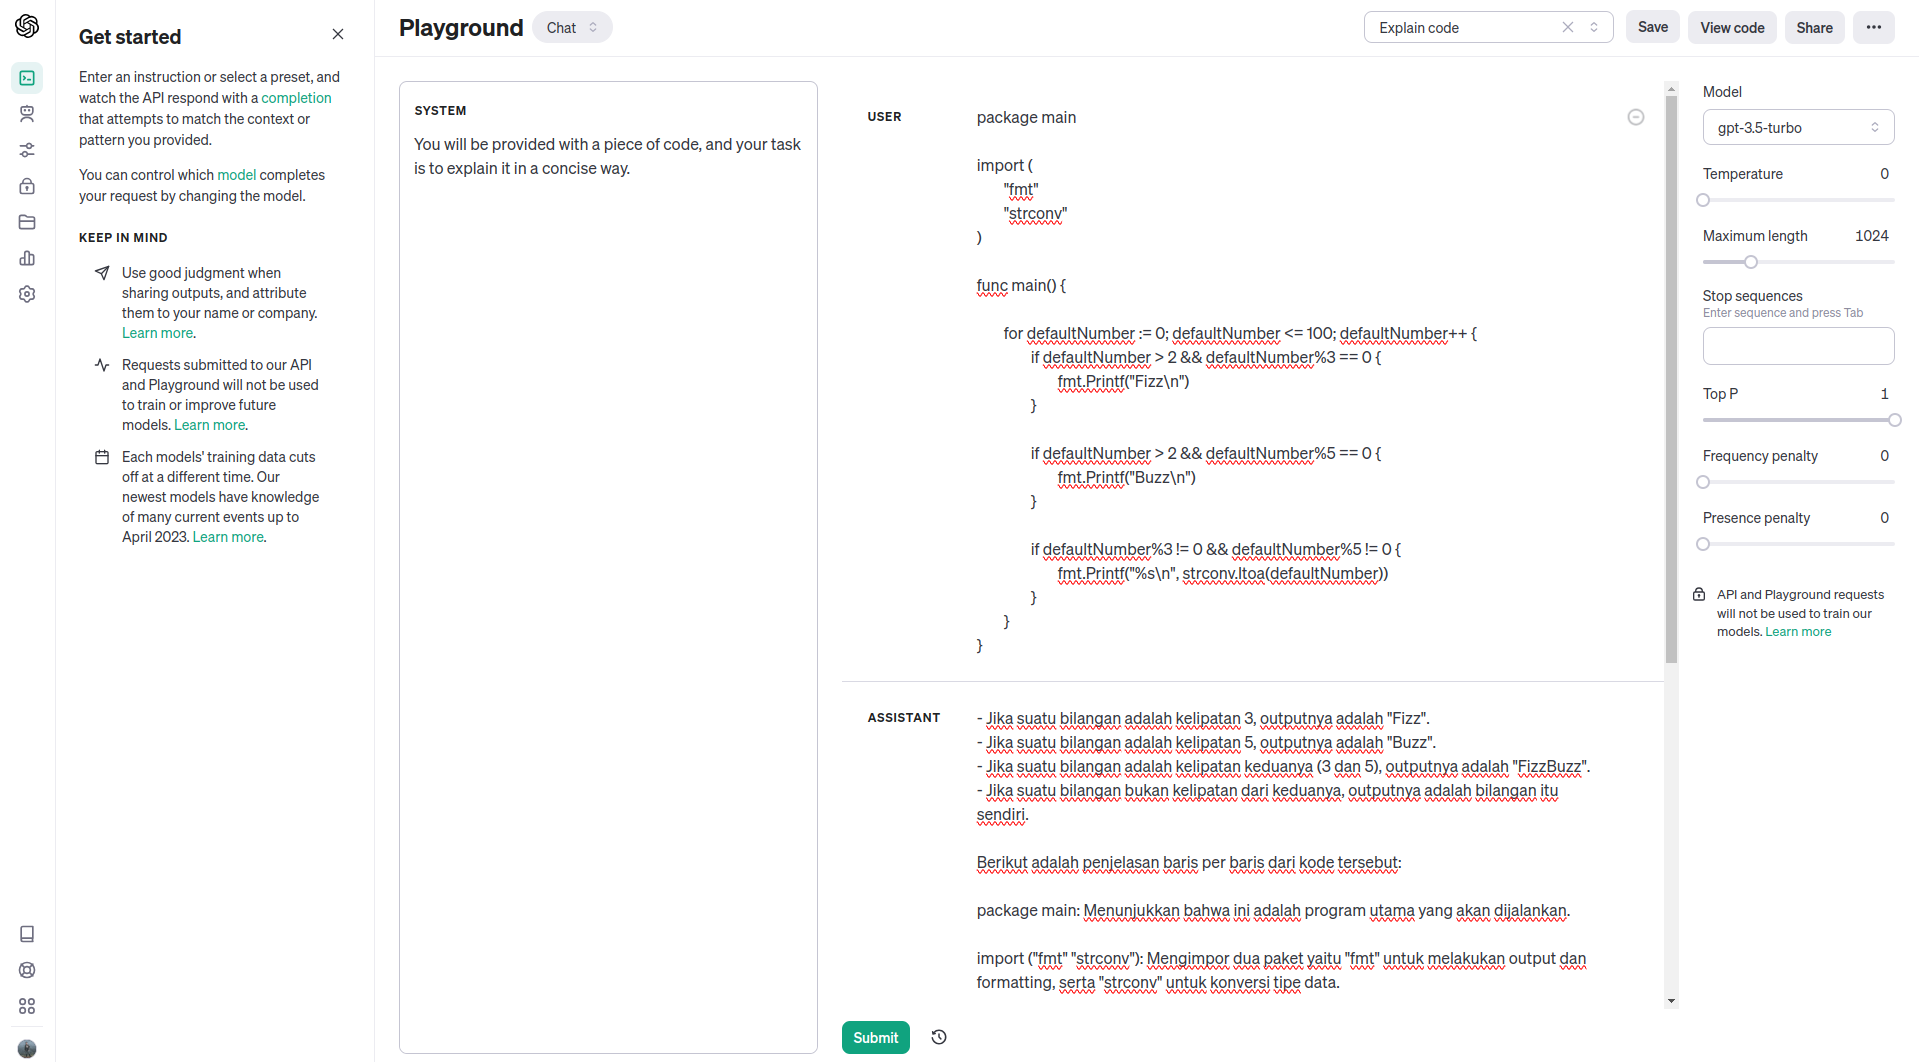 Get started
Enter an instruction or select a preset, and
watch the API respond with a completion
that attempts to match the context or
pattern you provided.
You can control which model completes
your request by changing the model.
KEEP IN MIND
Use good judgment when
sharing outputs, and attribute
them to your name or company.
Learn more.
Requests submitted to our API
and Playground will not be used
to train or improve future
models. Learn more.
Each models' training data cuts
off at a different time. Our
newest models have knowledge
of many current events up to
April 2023. Learn more.
Playground
Chat
Explain code
Save
View code
Share
SYSTEM
You will be provided with a piece of code, and your task
is to explain it in a concise way.
USER
package main
import (
"fmt"
"strconv"
)
func main() {
for defaultNumber := 0; defaultNumber <= 100; defaultNumber++ {
if defaultNumber > 2 && defaultNumber%3 == 0 {
fmt.Printf("Fizz\n")
}
if defaultNumber > 2 && defaultNumber%5 == 0 {
fmt.Printf("Buzz\n")
}
if defaultNumber%3 != 0 && defaultNumber%5 != 0 {
fmt.Printf("%s\n", strconv.Itoa(defaultNumber))
}
}
}
ASSISTANT
- Jika suatu bilangan adalah kelipatan 3, outputnya adalah "Fizz".
- Jika suatu bilangan adalah kelipatan 5, outputnya adalah "Buzz".
- Jika suatu bilangan adalah kelipatan keduanya (3 dan 5), outputnya adalah "FizzBuzz".
- Jika suatu bilangan bukan kelipatan dari keduanya, outputnya adalah bilangan itu
sendiri.
Berikut adalah penjelasan baris per baris dari kode tersebut:
package main: Menunjukkan bahwa ini adalah program utama yang akan dijalankan.
import ("fmt" "strconv"): Mengimpor dua paket yaitu "fmt" untuk melakukan output dan
formatting, serta "strconv" untuk konversi tipe data.
Submit
Model
gpt-3.5-turbo
Temperature 0
Maximum length 1024
Stop sequences
Enter sequence and press Tab
Top P 1
Frequency penalty 0
Presence penalty 0
API and Playground requests
will not be used to train our
models. Learn more